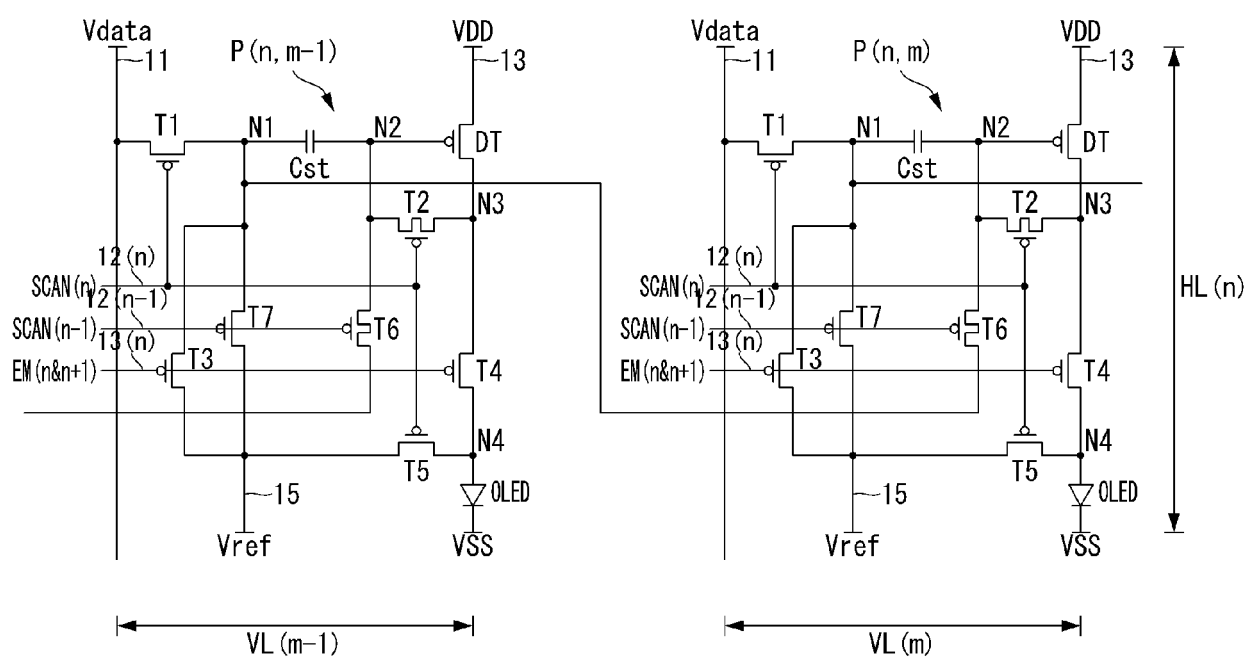 Vdata
VDD
Vdata
VDD
11
P(n,m-1)
13
11
P(n,m)
13
T1
N1
N2
DT
T1
N1
N2
DT
Cst
Cst
T2
N3
T2
N3
12(n)
12(n)
SCAN(n)
SCAN(n)
HL(n)
12(n-1)
12(n-1)
SCAN(n-1)
T7
T6
SCAN(n-1)
T7
T6
13(n)
13(n)
EM(n&n+1)
T3
T4
EM(n&n+1)
T3
T4
T5
N4
T5
N4
15
OLED
15
OLED
Vref
VSS
Vref
VSS
VL(m-1)
VL(m)